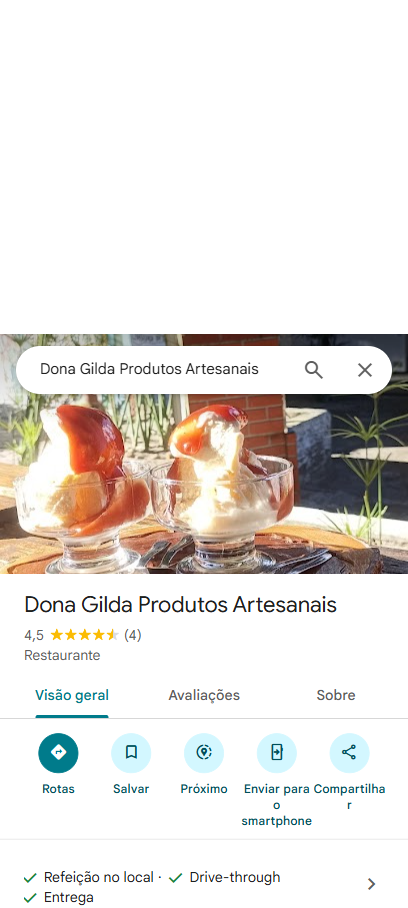 Dona Gilda Produtos Artesanais
Dona Gilda Produtos Artesanais
4,5 (4)
Restaurante
Visão geral Avaliações Sobre
Rotas Salvar Próximo Enviar para o smartphone Compartilhar
Refeição no local · Drive-through
Entrega